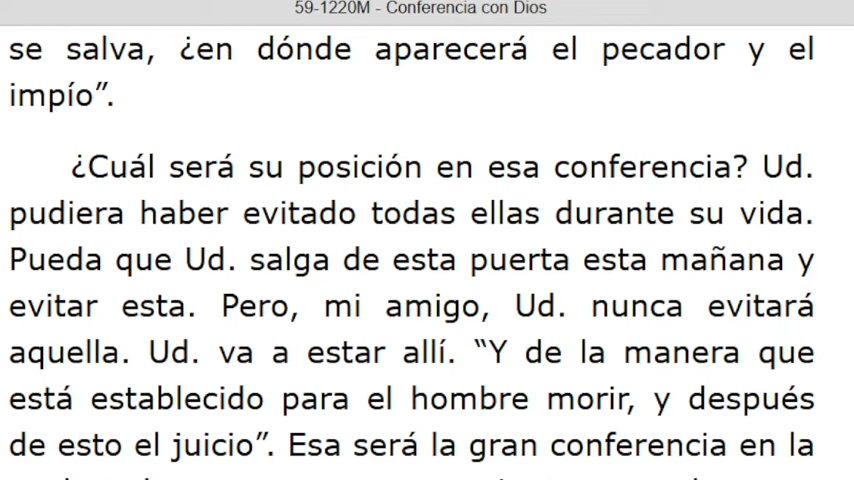 59-1220M - Conferencia con Dios
se salva, ¿en dónde aparecerá el pecador y el
impío”.
¿Cuál será su posición en esa conferencia? Ud.
pudiera haber evitado todas ellas durante su vida.
Pueda que Ud. salga de esta puerta esta mañana y
evitar esta. Pero, mi amigo, Ud. nunca evitará
aquella. Ud. va a estar allí. “Y de la manera que
está establecido para el hombre morir, y después
de esto el juicio”. Esa será la gran conferencia en la